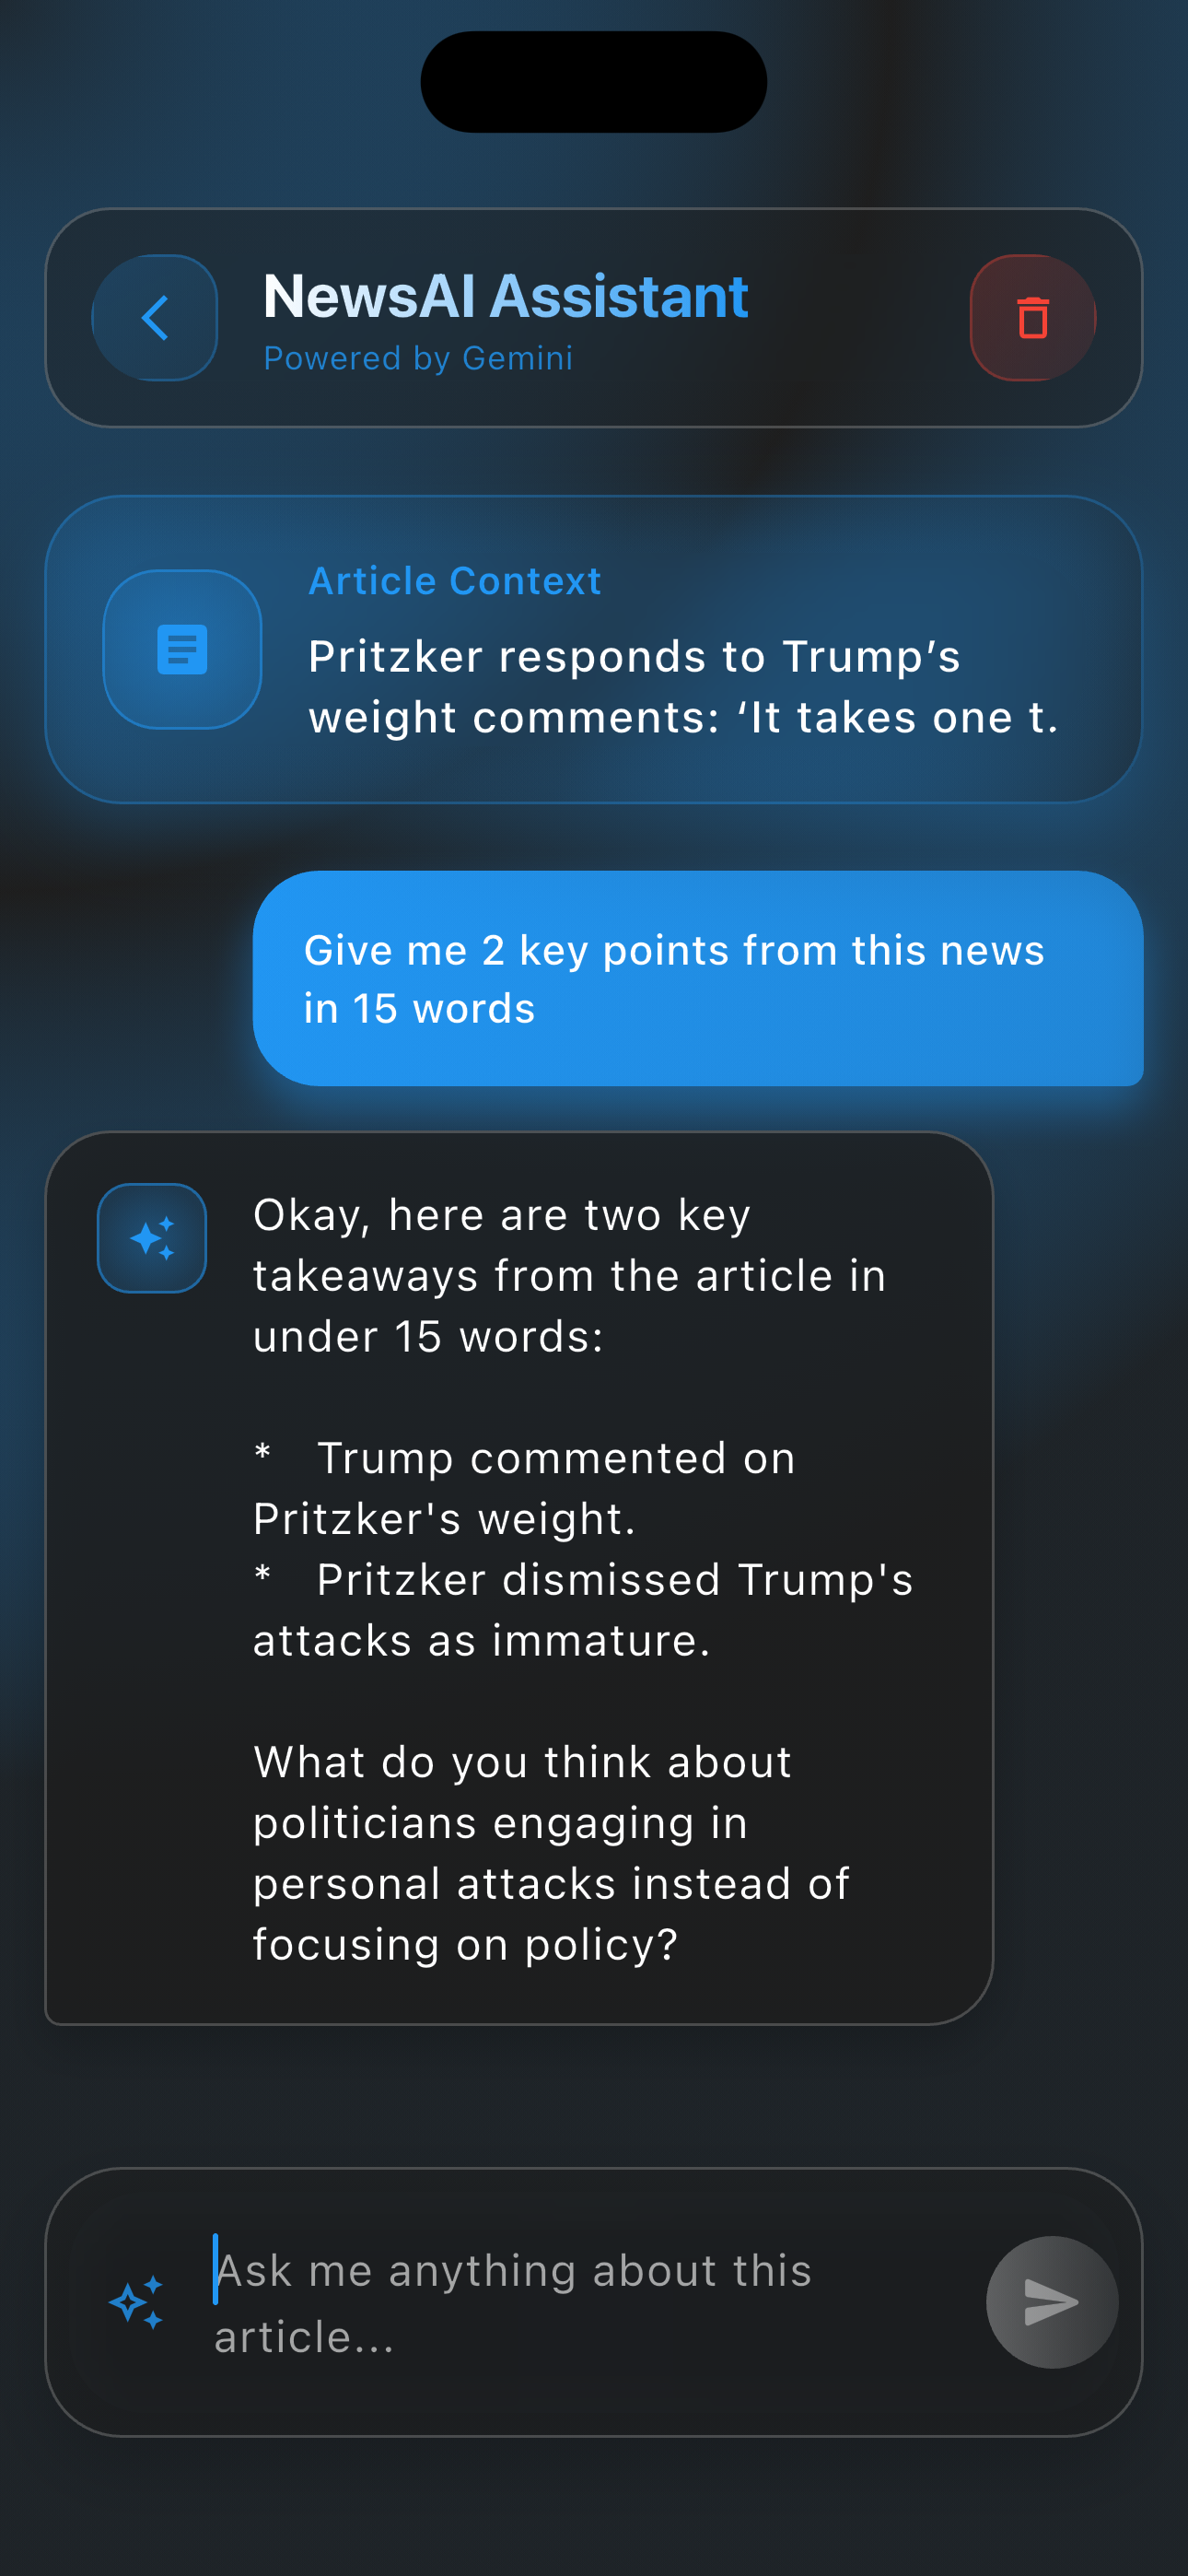 NewsAI Assistant
Powered by Gemini
Article Context
Pritzker responds to Trump’s
weight comments: ‘It takes one t.
Give me 2 key points from this news
in 15 words
Okay, here are two key
takeaways from the article in
under 15 words:
*   Trump commented on
Pritzker's weight.
*   Pritzker dismissed Trump's
attacks as immature.
What do you think about
politicians engaging in
personal attacks instead of
focusing on policy?
Ask me anything about this
article...